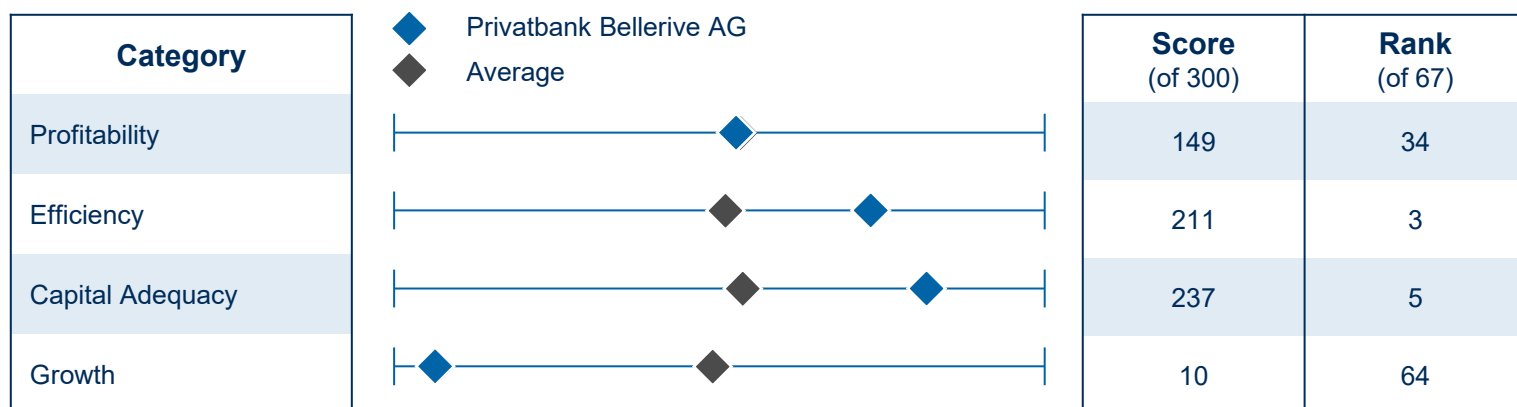 Category
Privatbank Bellerive AG
Average
Score
(of 300)
Rank
(of 67)
Profitability
149
34
Efficiency
211
3
Capital Adequacy
237
5
Growth
10
64